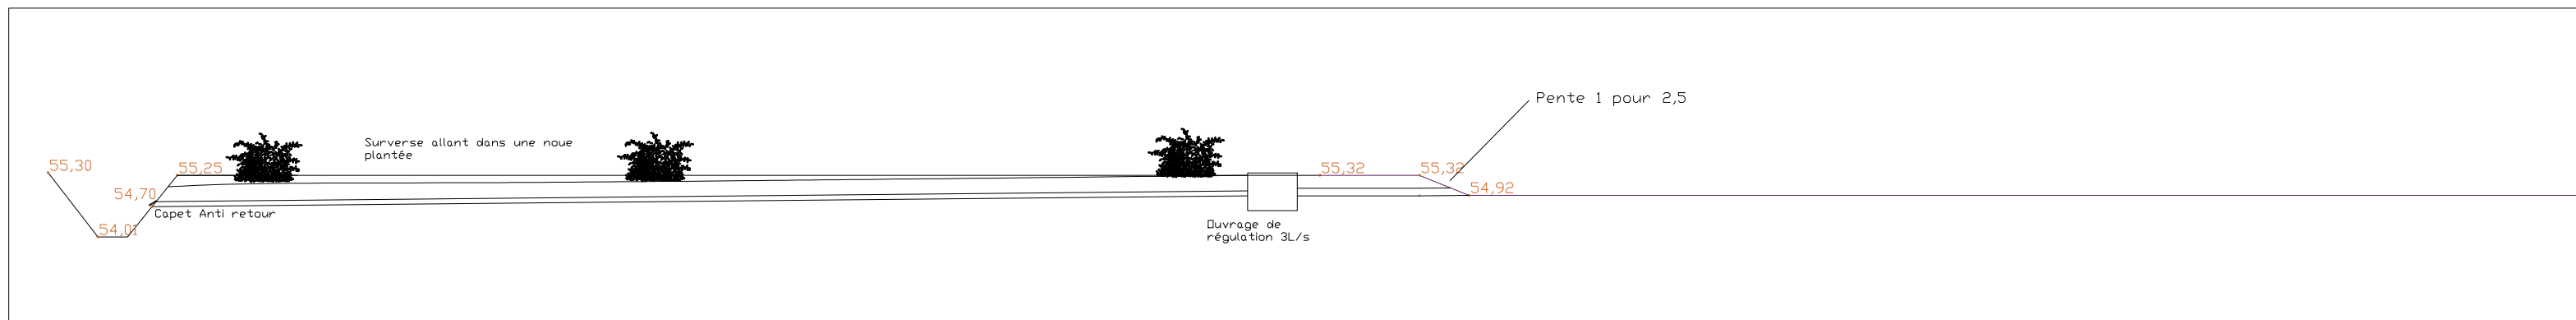 Pente 1 pour 2,5
Surverse allant dans une noue
plantée
55,30
55,25
55,32
55,32
54,70
54,92
Capet Anti retour
54,01
Ouvrage de
régulation 3L/s